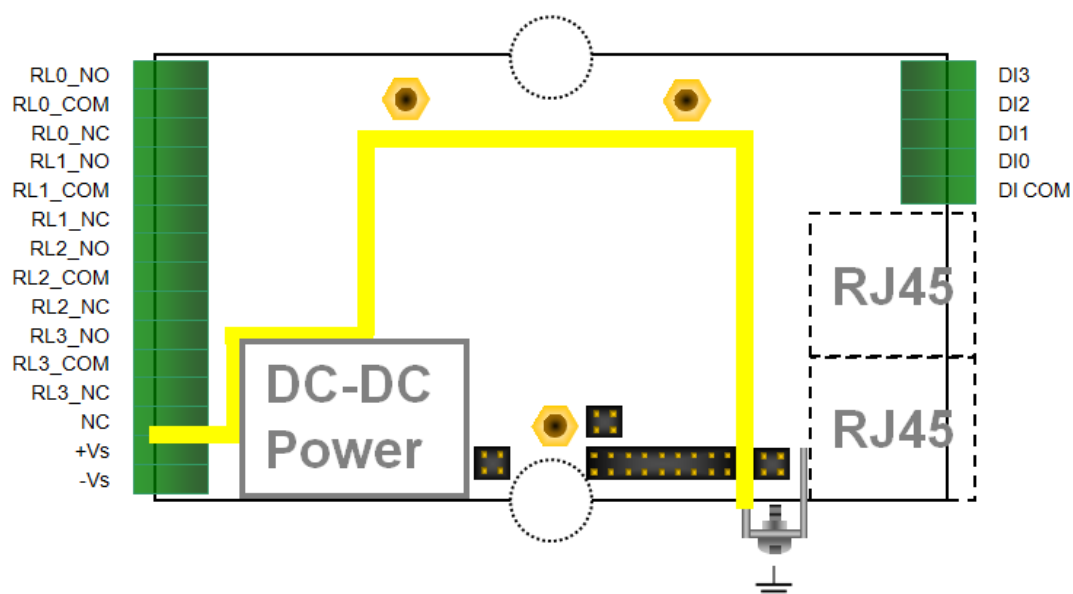 RL0_NO
RL0_COM
RL0_NC
RL1_NO
RL1_COM
RL1_NC
RL2_NO
RL2_COM
RL2_NC
RL3_NO
RL3_COM
RL3_NC
NC
+Vs
-Vs
DC-DC
Power
DI3
DI2
DI1
DI0
DI COM
RJ45
RJ45